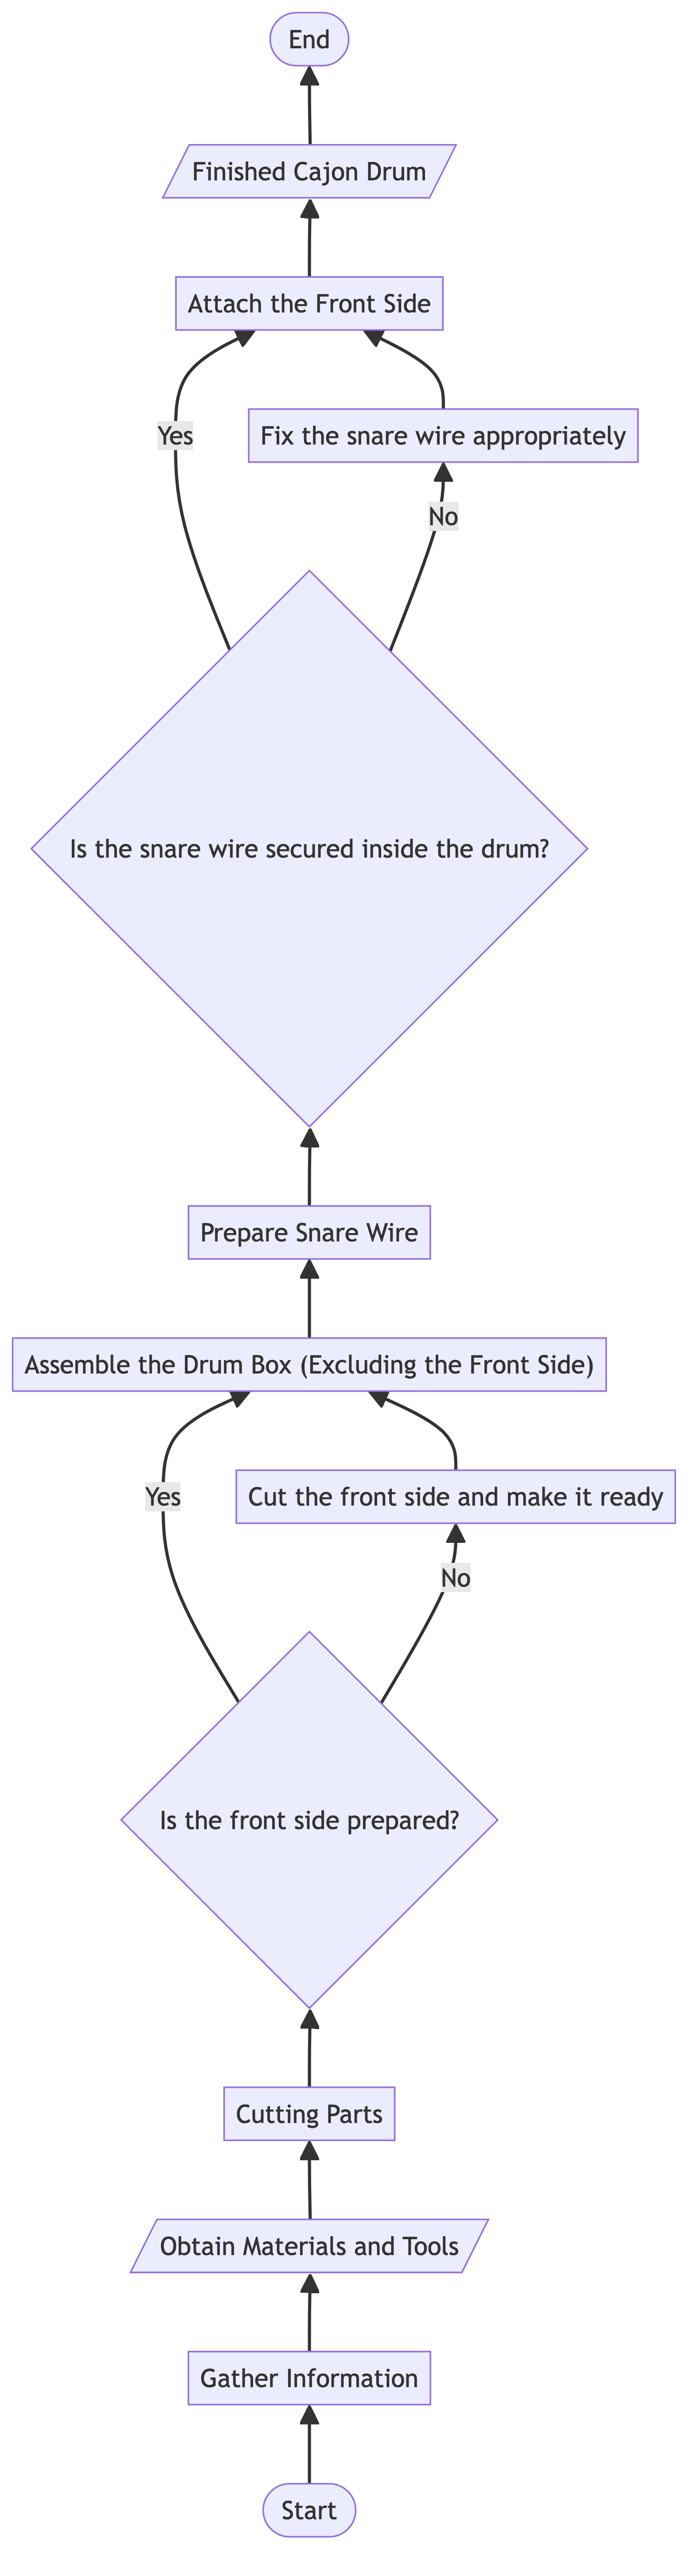 End
Finished Cajon Drum
Attach the Front Side
Yes
Fix the snare wire appropriately
No
Is the snare wire secured inside the drum?
Prepare Snare Wire
Assemble the Drum Box (Excluding the Front Side)
Yes
Cut the front side and make it ready
No
Is the front side prepared?
Cutting Parts
Obtain Materials and Tools
Gather Information
Start